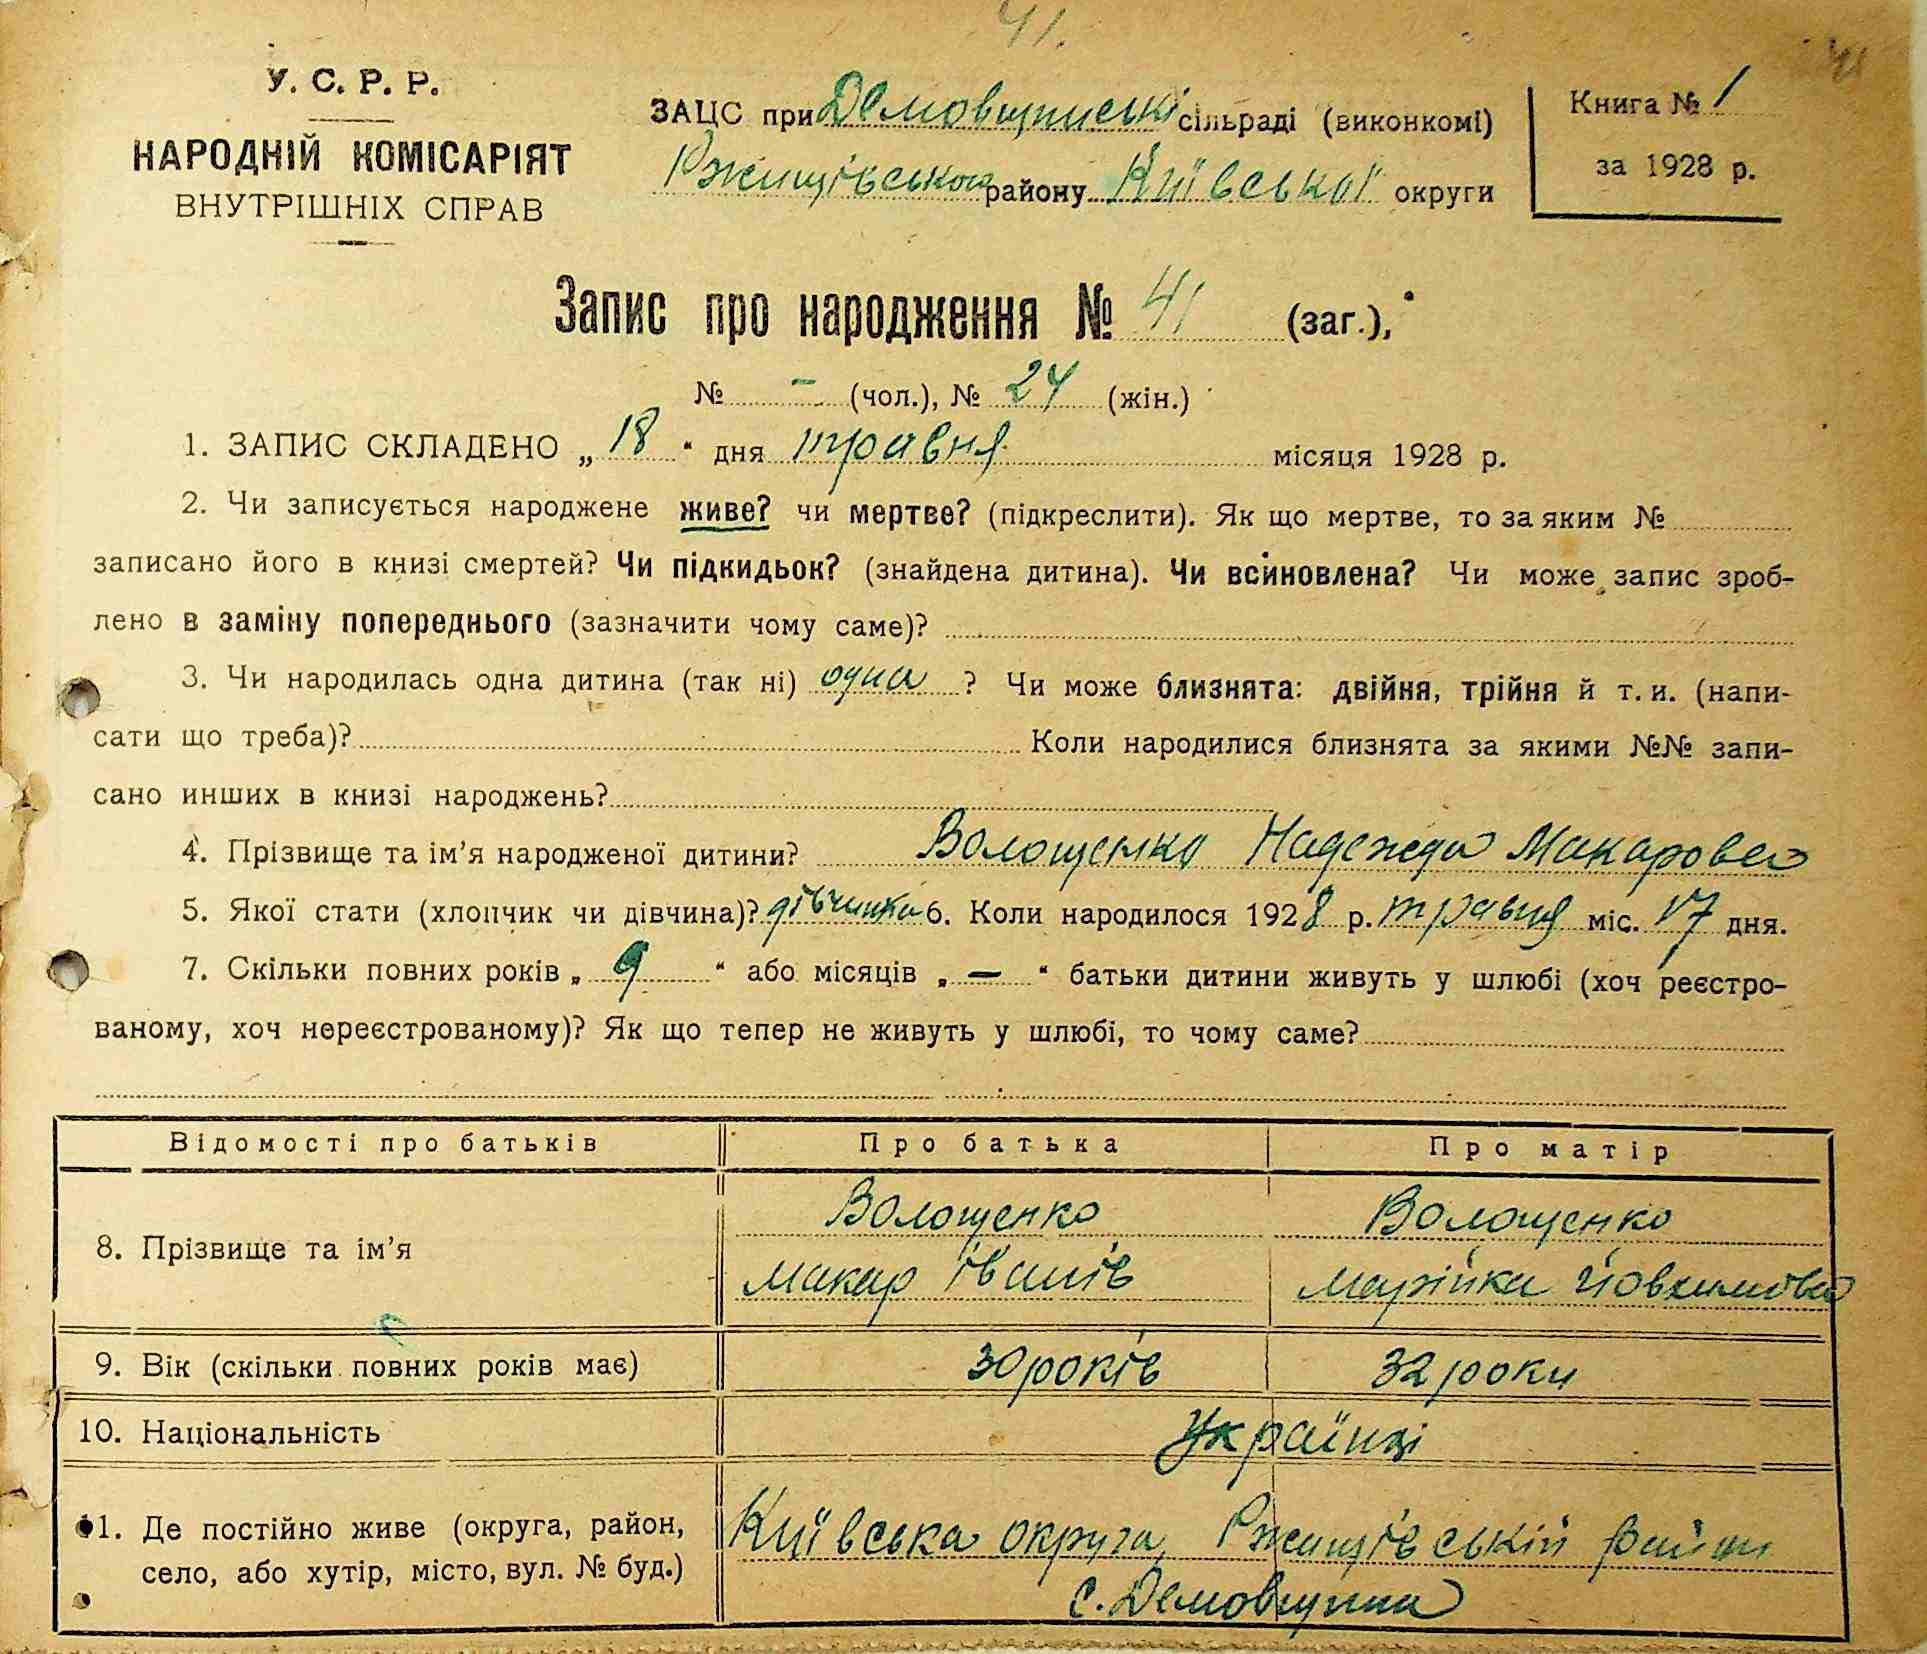 41.
У. С. Р. Р.
НАРОДНІЙ КОМІСАРІЯТ
ВНУТРІШНІХ СПРАВ
ЗАЦС при Демовщинські сільраді (виконкомі)
Ржищівського району Київської округи
Книга № 1
за 1928 р.
Запис про народження № 41 (заг.),
№ - (чол.), № 24 (жін.)
1. ЗАПИС СКЛАДЕНО „ 18 " дня травня місяця 1928 р.
2. Чи записується народжене живе? чи мертве? (підкреслити). Як що мертве, то за яким №
записано його в книзі смертей? Чи підкидьок? (знайдена дитина). Чи всиновлена? Чи може запис зроб-
лено в заміну попереднього (зазначити чому саме)?
3. Чи народилась одна дитина (так ні) одна ? Чи може близнята: двійня, трійня й т. и. (напи-
сати що треба)? Коли народилися близнята за якими №№ запи-
сано инших в книзі народжень?
4. Прізвище та ім'я народженої дитини? Волощенко Надежда Макарова
5. Якої стати (хлопчик чи дівчина)? дівчинка 6. Коли народилося 1928 р. травня міс. 17 дня.
7. Скільки повних років „ 9 " або місяців „ — " батьки дитини живуть у шлюбі (хоч реєстро-
ваному, хоч нереєстрованому)? Як що тепер не живуть у шлюбі, то чому саме?
Відомості про батьків Про батька Про матір
8. Прізвище та ім'я
Волощенко
Макар Іванів
Волощенко
Марійка Йовхимова
9. Вік (скільки повних років має) 30 років 32 роки
10. Національність Українці
11. Де постійно живе (округа, район,
село, або хутір, місто, вул. № буд.)
Київська округа, Ржищівський район
с. Демовщина